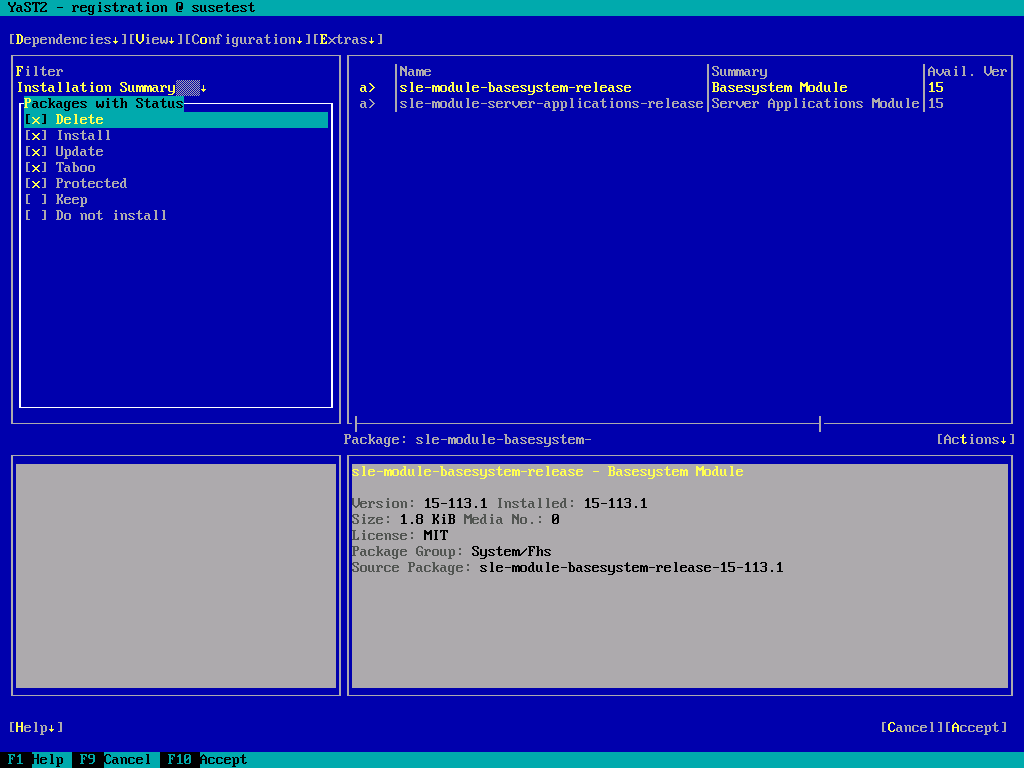 YaST2 - registration @ susetest
[Dependencies↓][View↓][Configuration↓][Extras↓]
Filter
Installation Summary ↓
Packages with Status
[x] Delete
[x] Install
[x] Update
[x] Taboo
[x] Protected
[ ] Keep
[ ] Do not install
Name Summary Avail. Ver
a> sle-module-basesystem-release Basesystem Module 15
a> sle-module-server-applications-release Server Applications Module 15
Package: sle-module-basesystem- [Actions↓]
sle-module-basesystem-release - Basesystem Module
Version: 15-113.1 Installed: 15-113.1
Size: 1.8 KiB Media No.: 0
License: MIT
Package Group: System/Fhs
Source Package: sle-module-basesystem-release-15-113.1
[Help↓] [Cancel][Accept]
F1 Help F9 Cancel F10 Accept